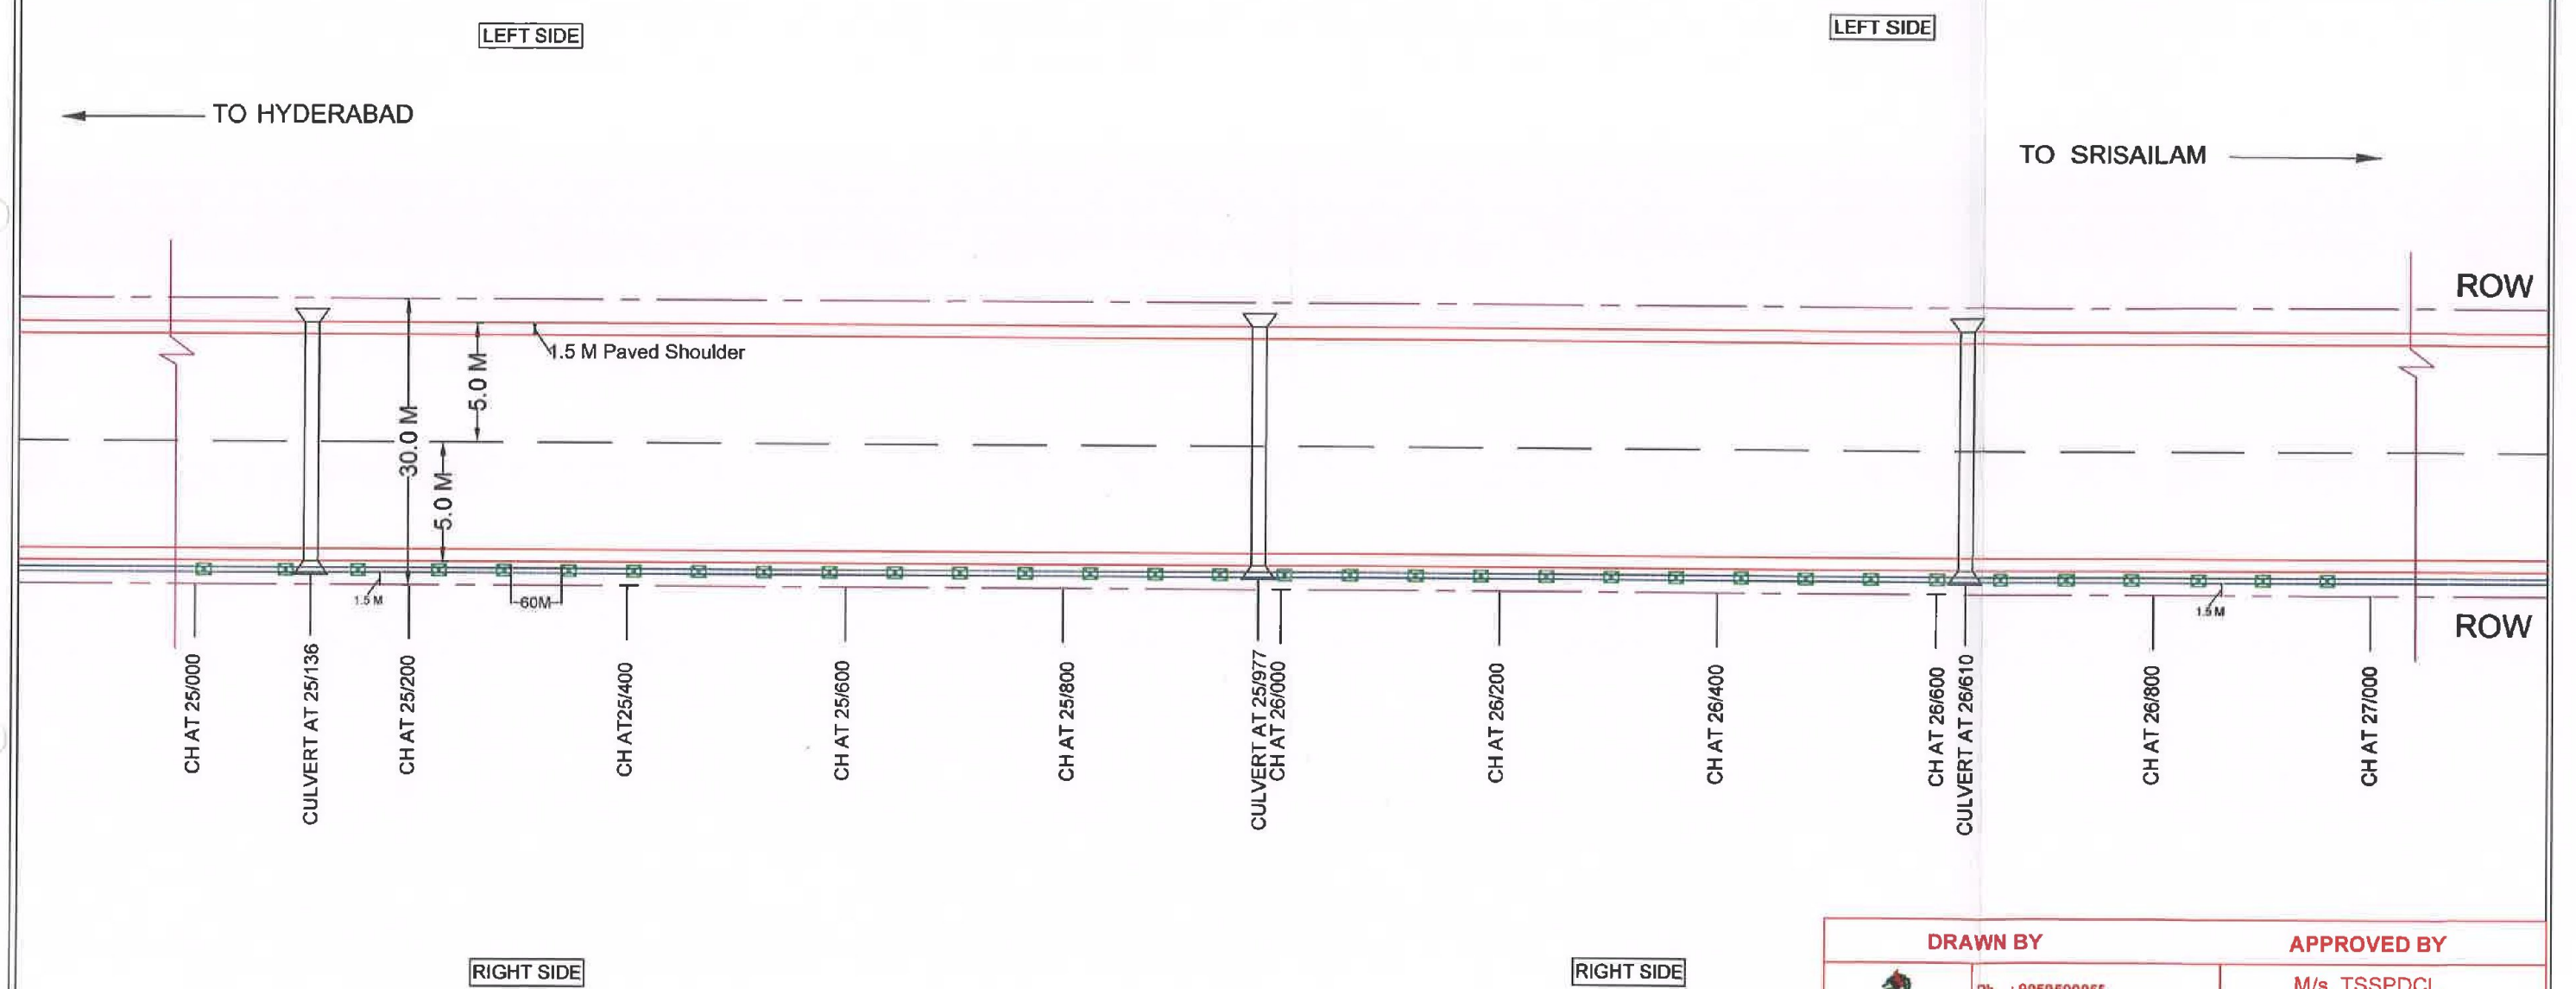 LEFT SIDE
LEFT SIDE
TO HYDERABAD
TO SRISAILAM
ROW
1.5 M Paved Shoulder
5.0 M
30.0 M
5.0 M
1.5 M
60M
1.5 M
ROW
CH AT 25/000
CULVERT AT 25/136
CH AT 25/200
CH AT25/400
CH AT 25/600
CH AT 25/800
CULVERT AT 25/977
CH AT 26/000
CH AT 26/200
CH AT 26/400
CH AT 26/600
CULVERT AT 26/610
CH AT 26/800
CH AT 27/000
RIGHT SIDE
RIGHT SIDE
DRAWN BY
APPROVED BY
M/s. TSSPDCL